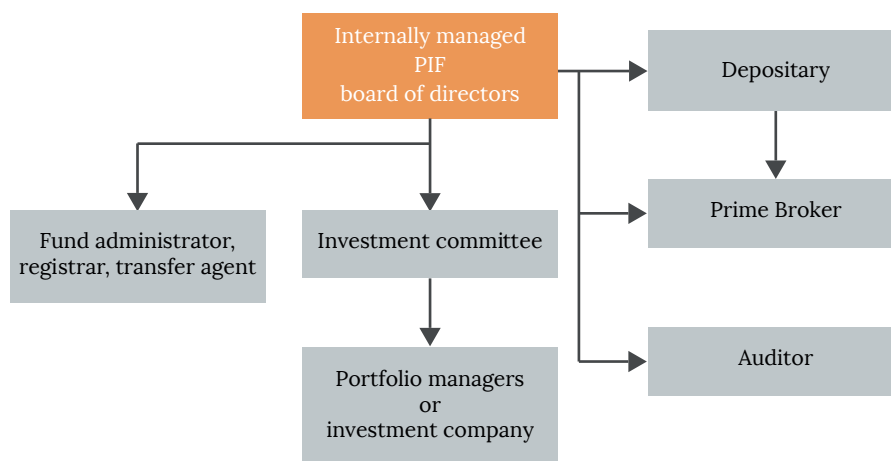 Internally managed
PIF
board of directors
Depositary
Prime Broker
Fund administrator,
registrar, transfer agent
Investment committee
Auditor
Portfolio managers
or
investment company